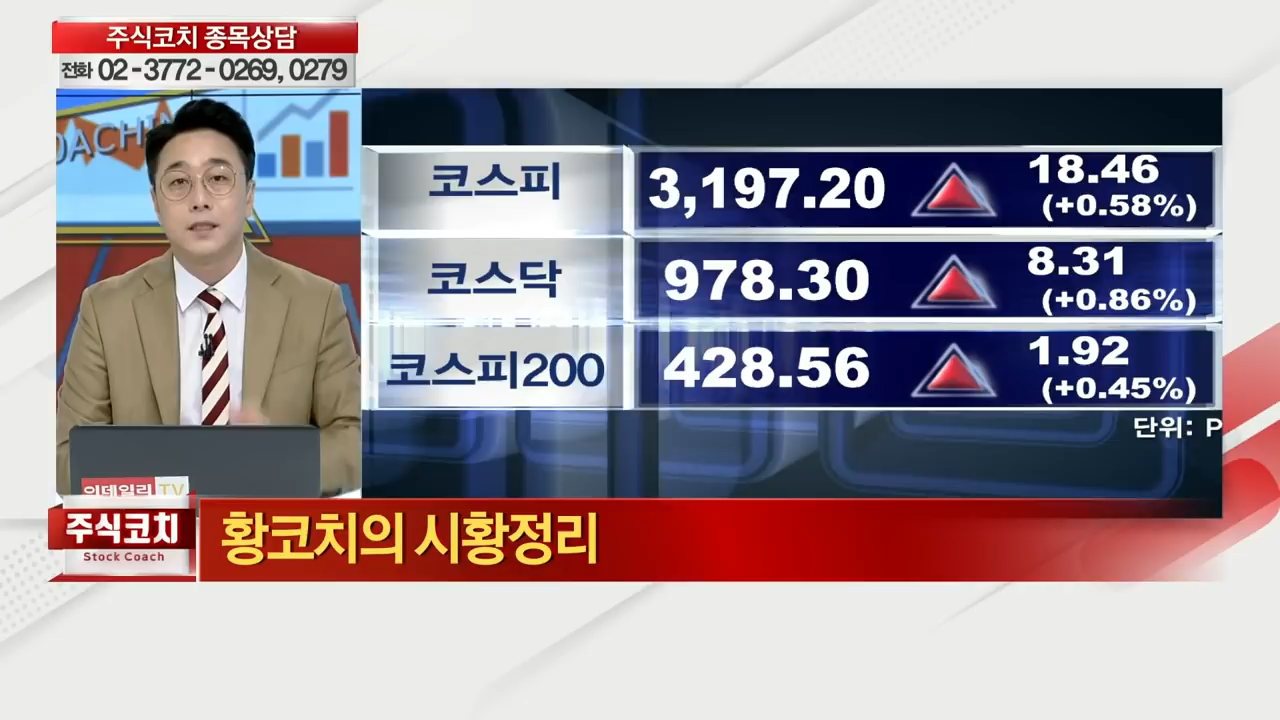 주식코치 종목상담
전화 02-3772-0269, 0279
OACHIN
코스피 3,197.20 18.46 (+0.58%)
코스닥 978.30 8.31 (+0.86%)
코스피200 428.56 1.92 (+0.45%)
단위: P
이데일리 TV
주식코치
Stock Coach
황코치의 시황정리